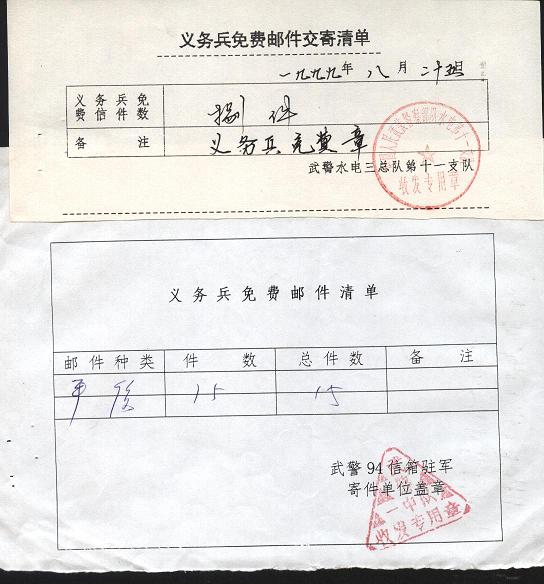 义务兵免费邮件交寄清单
一九九九年 八 月 二十五日
义务兵免费信件数 捌 件
备 注 义务兵免费章
武警水电三总队第十一支队
收发专用章
义务兵免费邮件清单
邮件种类 件 数 总件数 备 注
平 15 15
武警94信箱驻军
寄件单位盖章
一中队
收发专用章